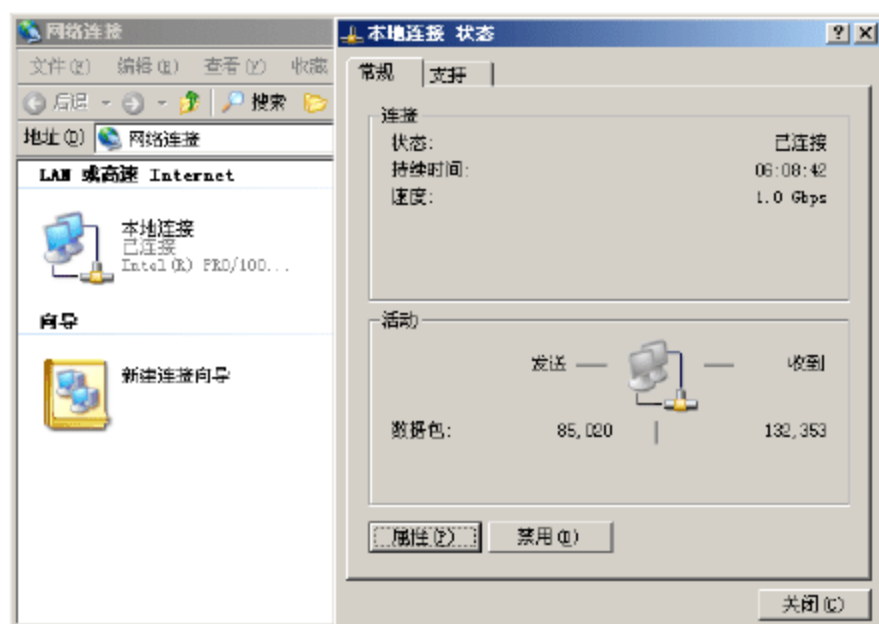 网络连接
文件(F) 编辑(E) 查看(V) 收藏
后退 搜索
地址(D) 网络连接
LAN 或高速 Internet
本地连接
已连接
Intel(R) PRO/100...
向导
新建连接向导
本地连接 状态
常规 支持
连接
状态: 已连接
持续时间: 06:08:42
速度: 1.0 Gbps
活动
发送 — — 收到
数据包: 85,020 | 132,353
属性(P) 禁用(D)
关闭(C)